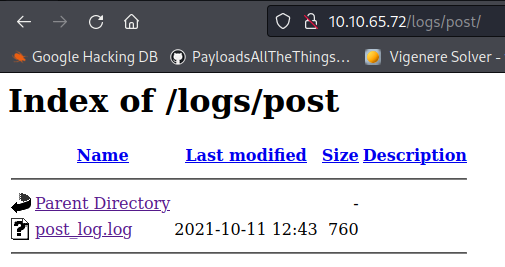 10.10.65.72/logs/post/
Google Hacking DB PayloadsAllTheThings... Vigenere Solver -
Index of /logs/post
Name Last modified Size Description
Parent Directory -
post_log.log 2021-10-11 12:43 760